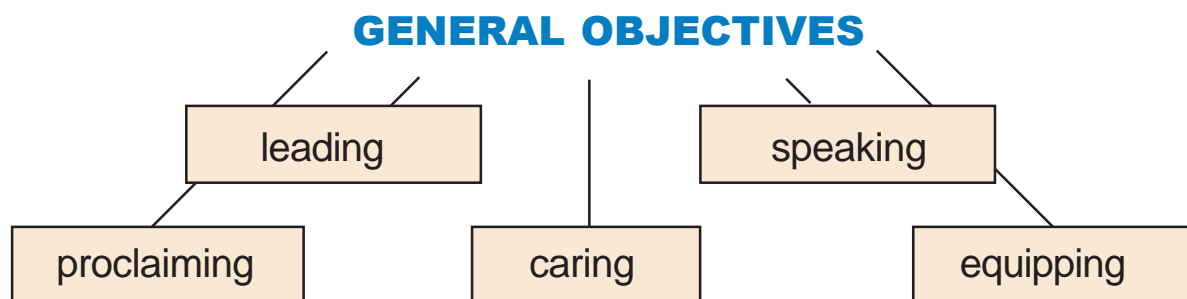 GENERAL OBJECTIVES
leading
speaking
proclaiming
caring
equipping